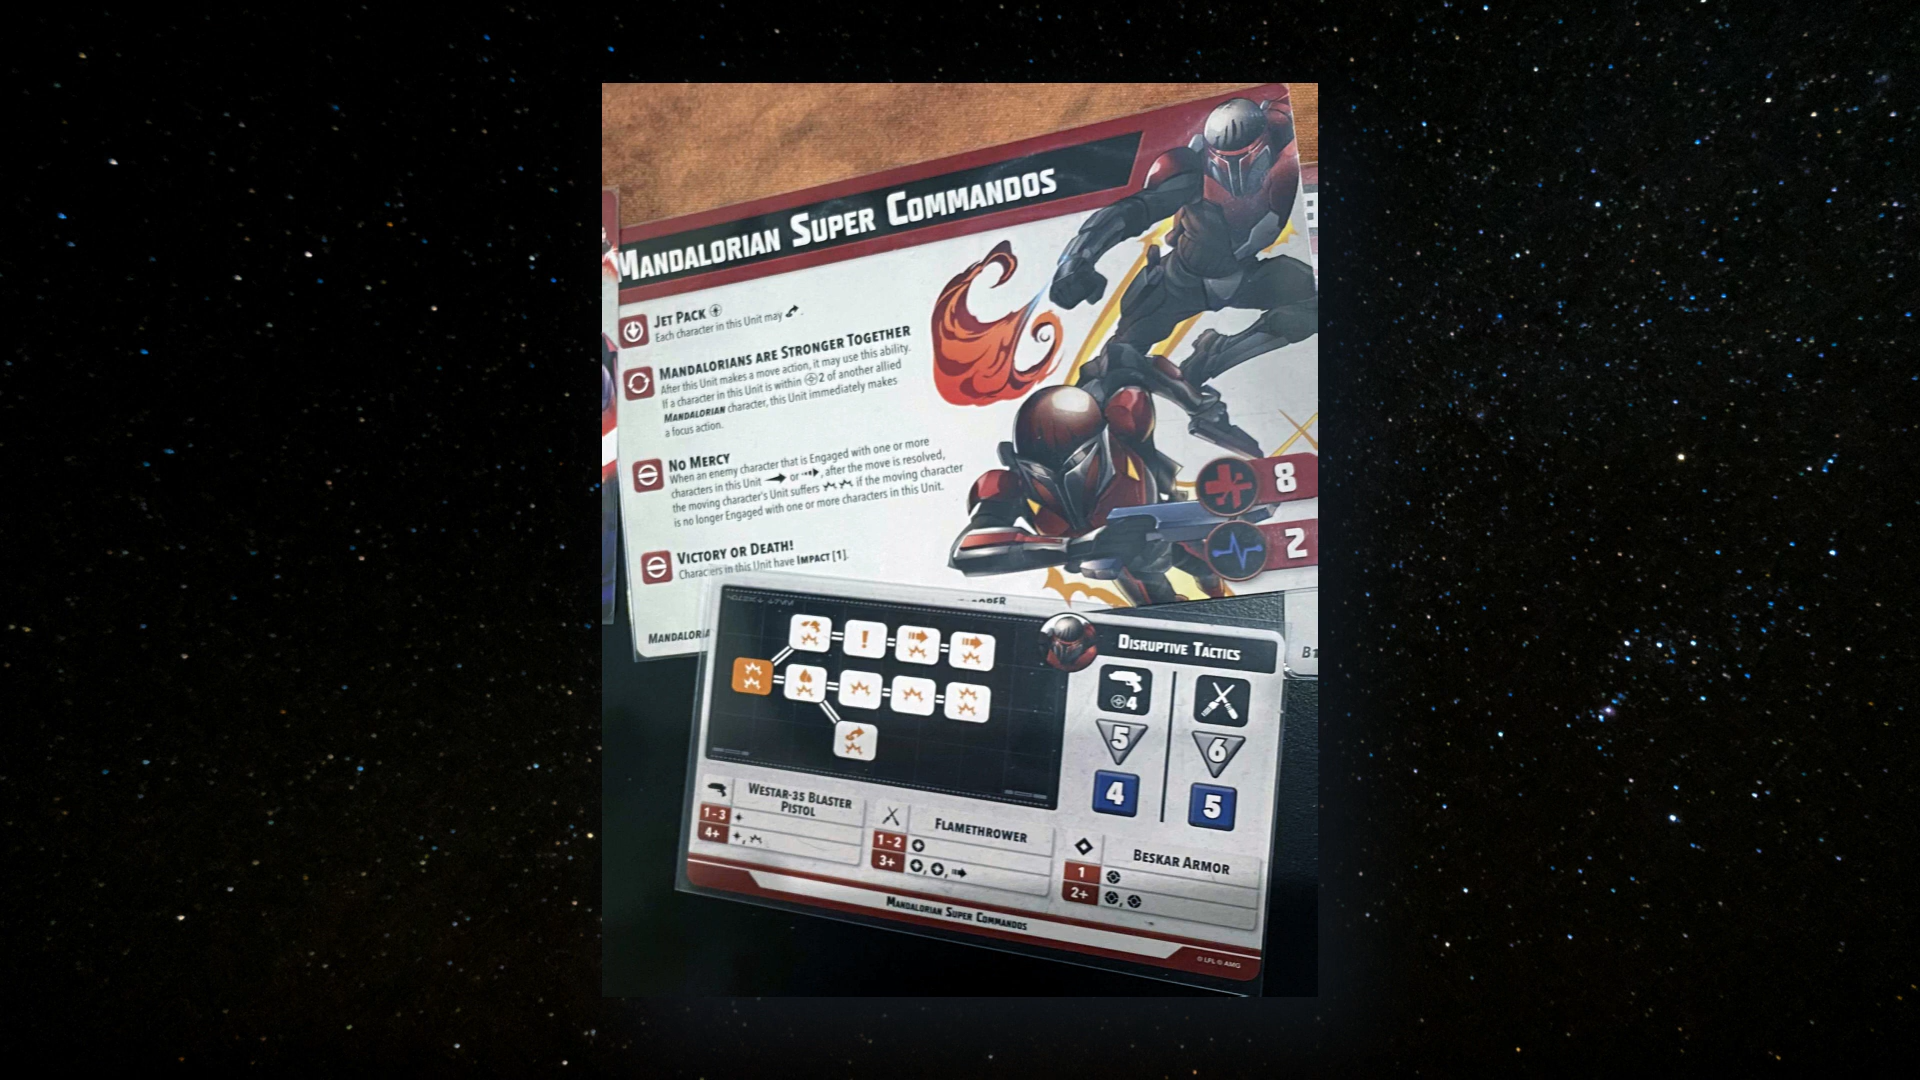 MANDALORIAN SUPER COMMANDOS
JET PACK
Each character in this Unit may .
MANDALORIANS ARE STRONGER TOGETHER
After this Unit makes a move action, it may use this ability.
If a character in this Unit is within 2 of another allied
MANDALORIAN character, this Unit immediately makes
a focus action.
NO MERCY
When an enemy character that is Engaged with one or more
characters in this Unit or , after the move is resolved,
the moving character's Unit suffers if the moving character
is no longer Engaged with one or more characters in this Unit.
VICTORY OR DEATH!
Characters in this Unit have IMPACT [1].
8
2
DISRUPTIVE TACTICS
!
4
5
6
4
5
WESTAR-35 BLASTER
PISTOL
1-3
4+ ,
FLAMETHROWER
1-2
3+ , ,
BESKAR ARMOR
1
2+ ,
MANDALORIAN SUPER COMMANDOS
© LFL © AMG